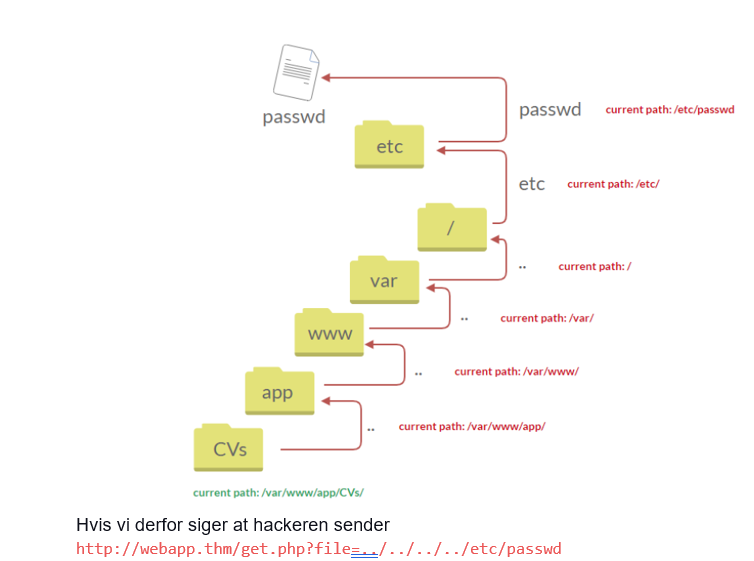 passwd
passwd current path: /etc/passwd
etc
etc current path: /etc/
/
.. current path: /
var
.. current path: /var/
www
.. current path: /var/www/
app
.. current path: /var/www/app/
CVs
current path: /var/www/app/CVs/
Hvis vi derfor siger at hackeren sender
http://webapp.thm/get.php?file=../../../../etc/passwd